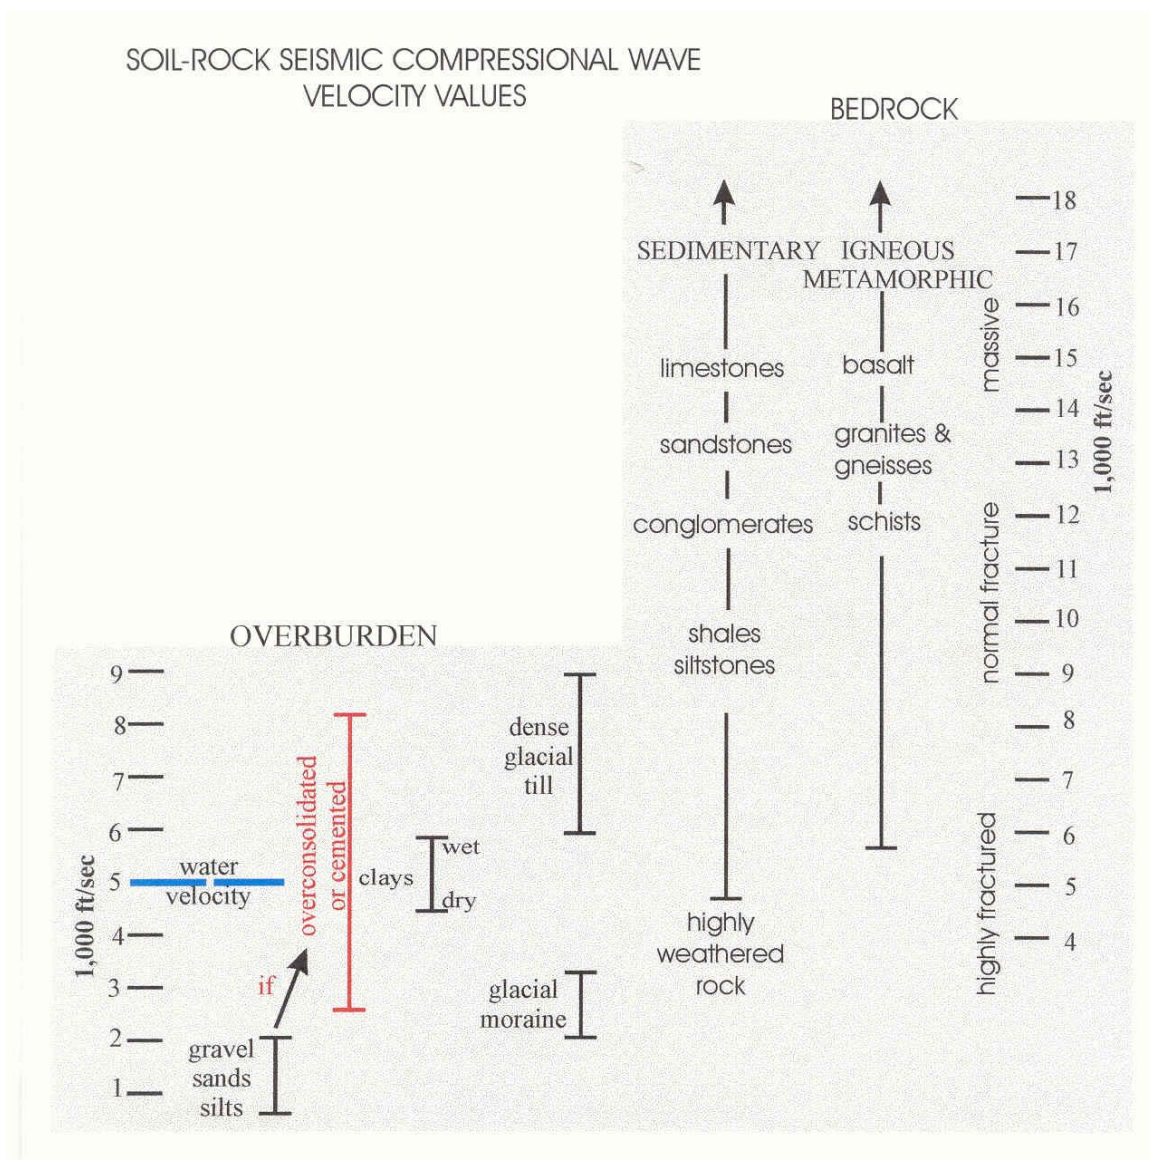 SOIL-ROCK SEISMIC COMPRESSIONAL WAVE
VELOCITY VALUES
BEDROCK
SEDIMENTARY
IGNEOUS
METAMORPHIC
limestones
basalt
sandstones
granites &
gneisses
conglomerates
schists
shales
siltstones
highly
weathered
rock
massive
normal fracture
highly fractured
18
17
16
15
14
13
12
11
10
9
8
7
6
5
4
1,000 ft/sec
OVERBURDEN
9
8
7
6
5
4
3
2
1
1,000 ft/sec
water
velocity
if
overconsolidated
or cemented
gravel
sands
silts
clays
wet
dry
dense
glacial
till
glacial
moraine